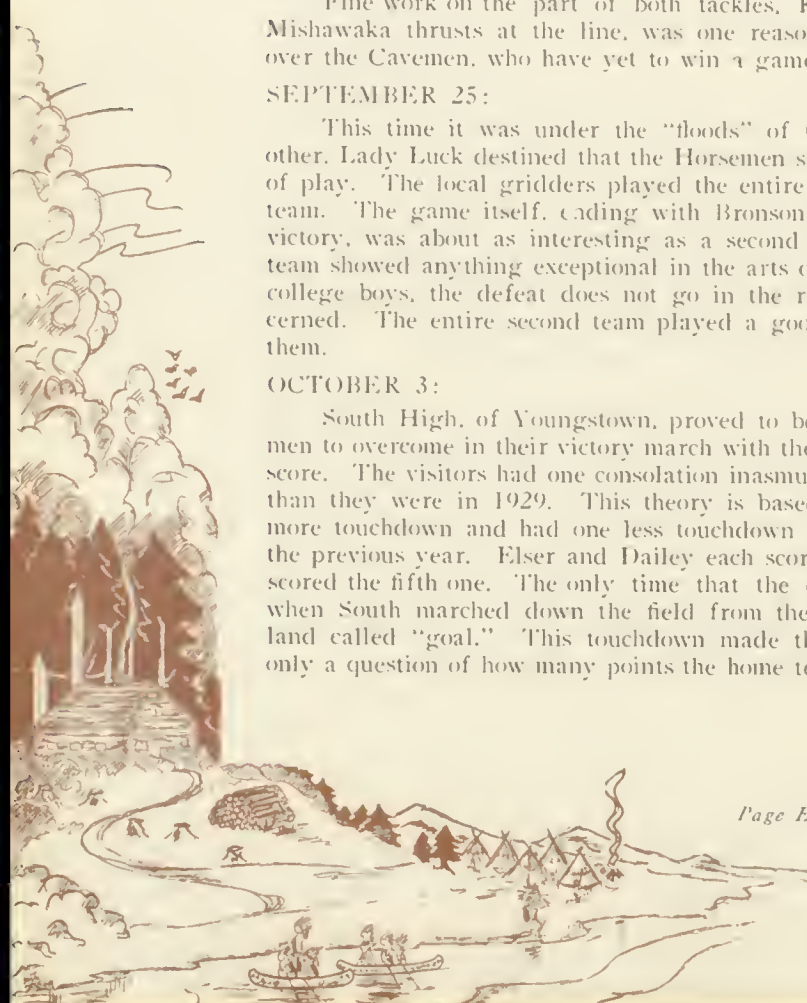 Fine work on the part of both tackles,
Mishawaka thrusts at the line, was one reaso
over the Cavemen, who have yet to win a game
SEPTEMBER 25:
This time it was under the "floods" of
other, Lady Luck destined that the Horsemen s
of play. The local gridders played the entire
team. The game itself, ending with Bronson
victory, was about as interesting as a second
team showed anything exceptional in the arts o
college boys, the defeat does not go in the r
cerned. The entire second team played a goo
them.
OCTOBER 3:
South High, of Youngstown, proved to be
men to overcome in their victory march with the
score. The visitors had one consolation inasmu
than they were in 1929. This theory is base
more touchdown and had one less touchdown
the previous year. Elser and Dailey each scor
scored the fifth one. The only time that the
when South marched down the field from the
land called "goal." This touchdown made th
only a question of how many points the home te
Page E